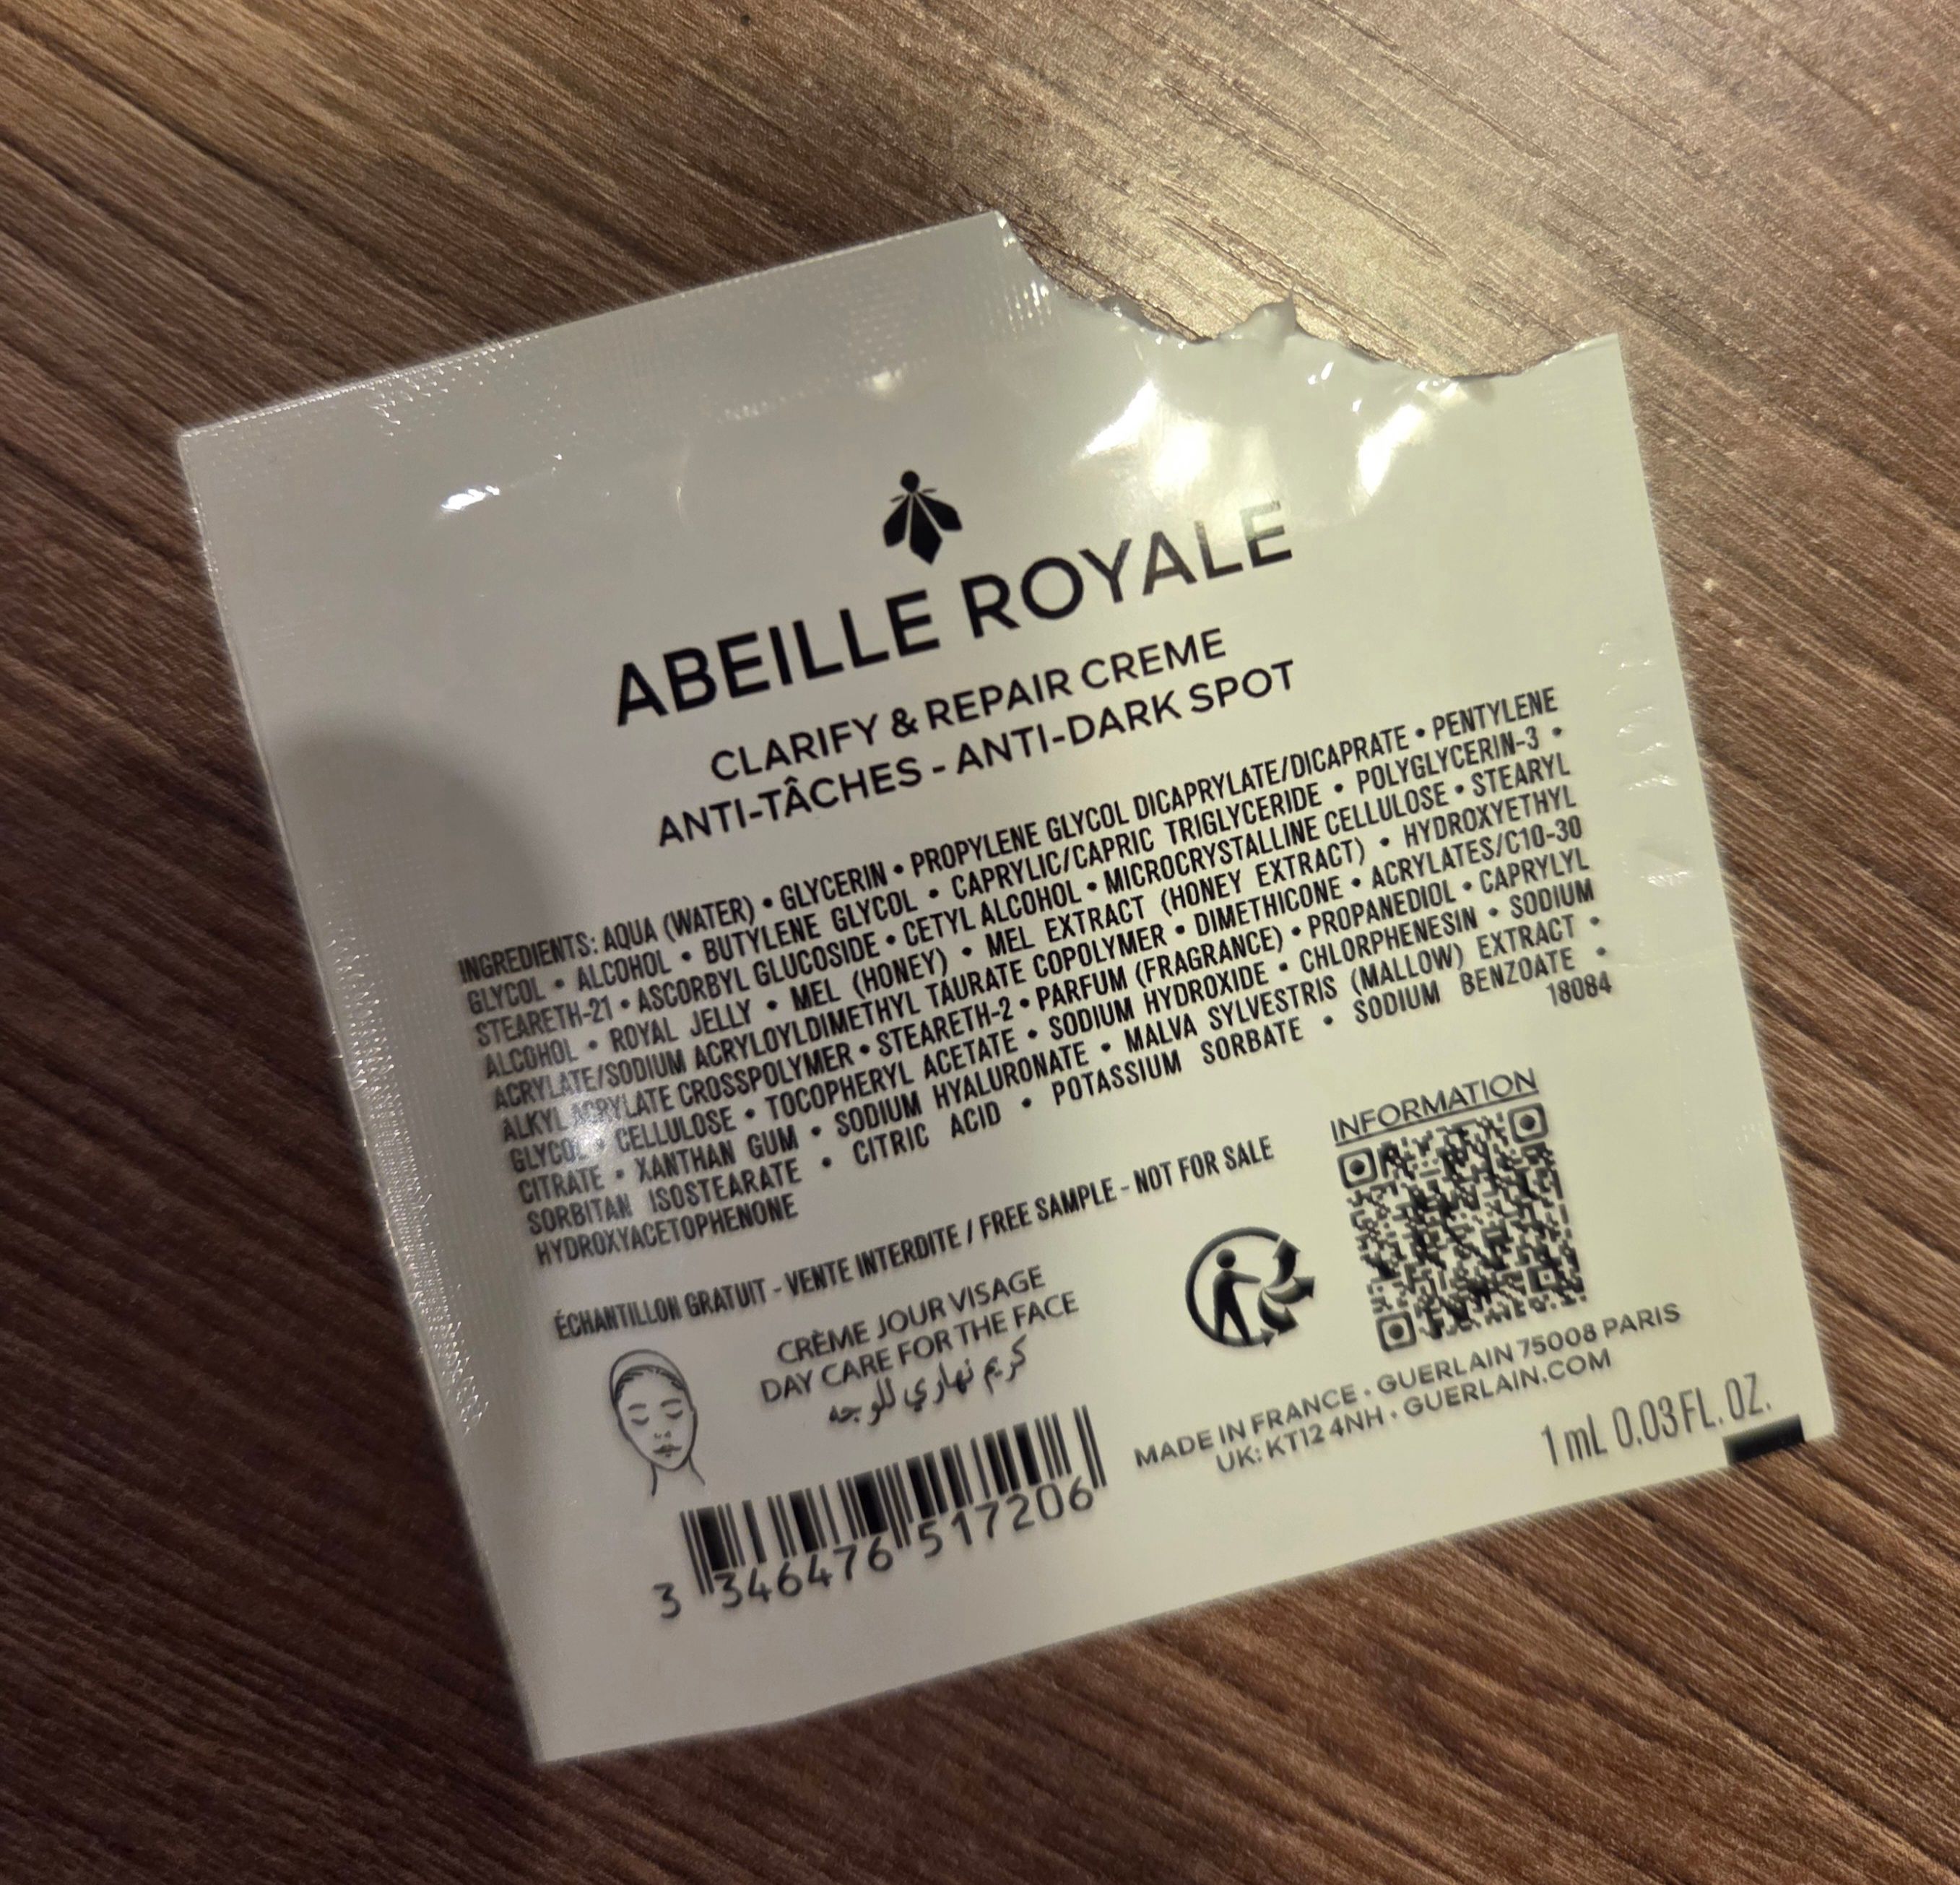 ABEILLE ROYALE
CLARIFY & REPAIR CREME
ANTI-TÂCHES - ANTI-DARK SPOT
INGREDIENTS: AQUA (WATER) • GLYCERIN • PROPYLENE GLYCOL DICAPRYLATE/DICAPRATE • PENTYLENE
GLYCOL • ALCOHOL • BUTYLENE GLYCOL • CAPRYLIC/CAPRIC TRIGLYCERIDE • POLYGLYCERIN-3 •
STEARETH-21 • ASCORBYL GLUCOSIDE • CETYL ALCOHOL • MICROCRYSTALLINE CELLULOSE • STEARYL
ALCOHOL • ROYAL JELLY • MEL (HONEY) • MEL EXTRACT (HONEY EXTRACT) • HYDROXYETHYL
ACRYLATE/SODIUM ACRYLOYLDIMETHYL TAURATE COPOLYMER • DIMETHICONE • ACRYLATES/C10-30
ALKYL ACRYLATE CROSSPOLYMER • STEARETH-2 • PARFUM (FRAGRANCE) • PROPANEDIOL • CAPRYLYL
GLYCOL • CELLULOSE • TOCOPHERYL ACETATE • SODIUM HYDROXIDE • CHLORPHENESIN • SODIUM
CITRATE • XANTHAN GUM • SODIUM HYALURONATE • MALVA SYLVESTRIS (MALLOW) EXTRACT •
SORBITAN ISOSTEARATE • CITRIC ACID • POTASSIUM SORBATE • SODIUM BENZOATE •
HYDROXYACETOPHENONE 18084
ÉCHANTILLON GRATUIT - VENTE INTERDITE / FREE SAMPLE - NOT FOR SALE
INFORMATION
CRÈME JOUR VISAGE
DAY CARE FOR THE FACE
كريم نهاري للوجه
MADE IN FRANCE • GUERLAIN 75008 PARIS
UK: KT12 4NH • GUERLAIN.COM
1 mL 0.03 FL. OZ.
3 346476 517206